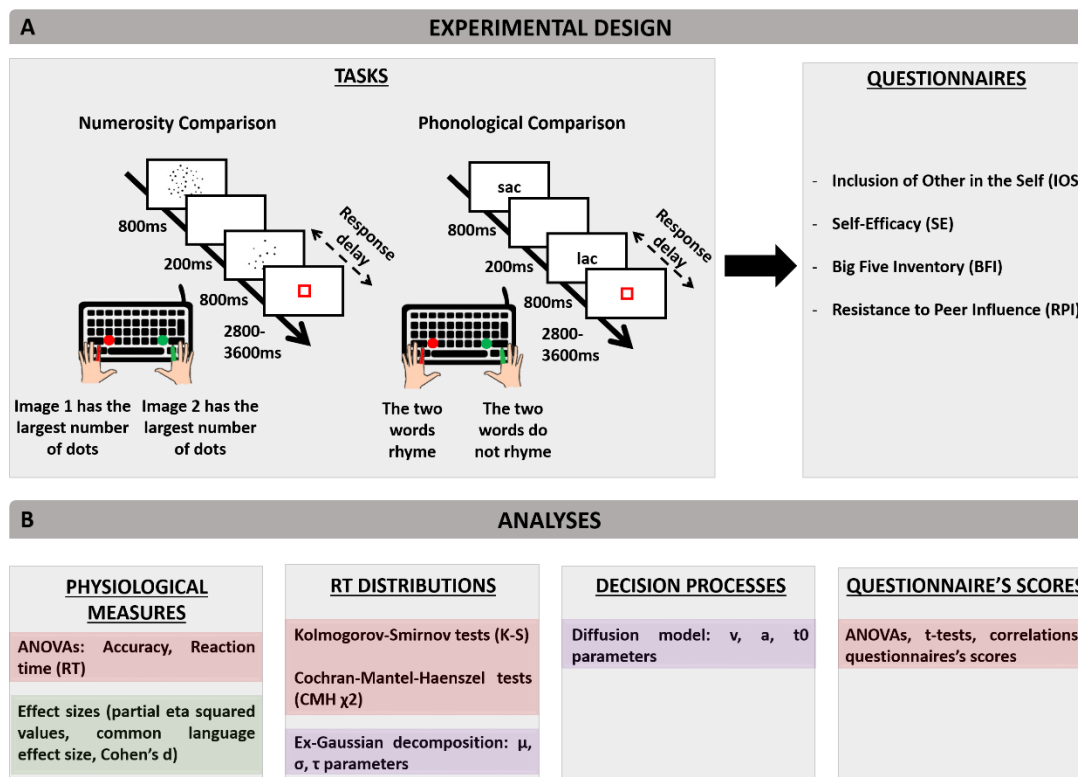 A
EXPERIMENTAL DESIGN
TASKS
Numerosity Comparison
800ms
200ms
800ms
2800-
3600ms
Response
delay
Image 1 has the
largest number
of dots
Image 2 has the
largest number
of dots
Phonological Comparison
sac
lac
800ms
200ms
800ms
2800-
3600ms
Response
delay
The two
words
rhyme
The two
words do
not rhyme
QUESTIONNAIRES
- Inclusion of Other in the Self (IOS
- Self-Efficacy (SE)
- Big Five Inventory (BFI)
- Resistance to Peer Influence (RPI)
B
ANALYSES
PHYSIOLOGICAL
MEASURES
ANOVAs: Accuracy, Reaction
time (RT)
Effect sizes (partial eta squared
values, common language
effect size, Cohen's d)
RT DISTRIBUTIONS
Kolmogorov-Smirnov tests (K-S)
Cochran-Mantel-Haenszel tests
(CMH χ2)
Ex-Gaussian decomposition: μ,
σ, τ parameters
DECISION PROCESSES
Diffusion model: v, a, t0
parameters
QUESTIONNAIRE'S SCORES
ANOVAs, t-tests, correlations
questionnaires's scores